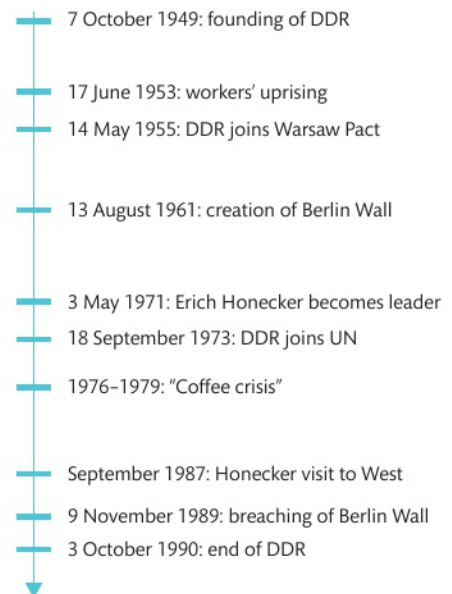 7 October 1949: founding of DDR
17 June 1953: workers’ uprising
14 May 1955: DDR joins Warsaw Pact
13 August 1961: creation of Berlin Wall
3 May 1971: Erich Honecker becomes leader
18 September 1973: DDR joins UN
1976–1979: “Coffee crisis”
September 1987: Honecker visit to West
9 November 1989: breaching of Berlin Wall
3 October 1990: end of DDR